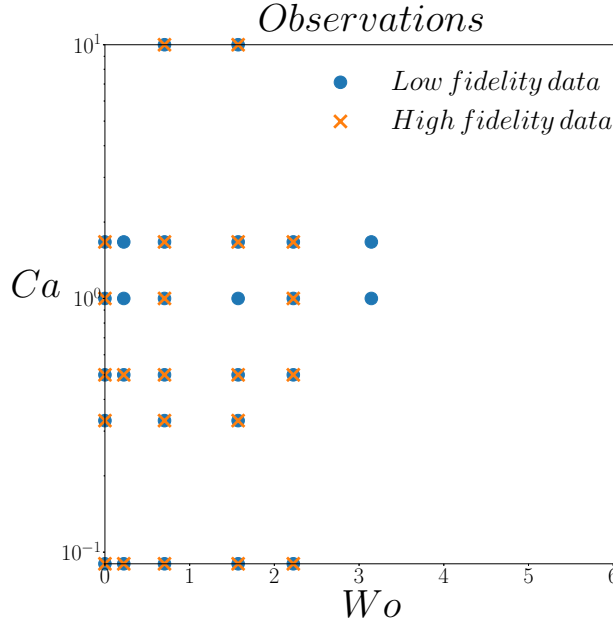 Observations
10^1
Low fidelity data
High fidelity data
Ca
10^0
10^-1
0 1 2 3 4 5 6
Wo